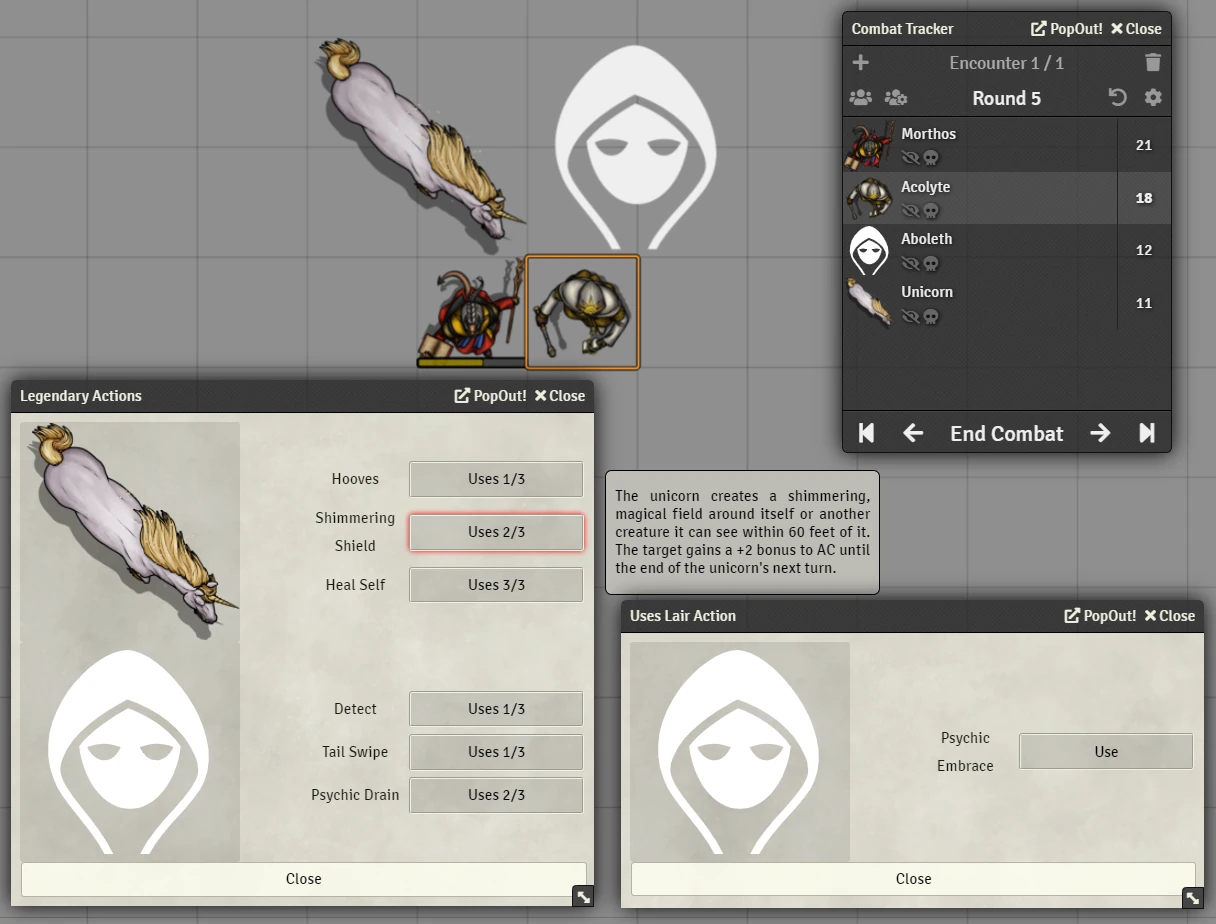 Combat Tracker
PopOut!
Close
Encounter 1 / 1
Round 5
Morthos
21
Acolyte
18
Aboleth
12
Unicorn
11
End Combat
Legendary Actions
PopOut!
Close
Hooves
Uses 1/3
Shimmering
Shield
Uses 2/3
Heal Self
Uses 3/3
Detect
Uses 1/3
Tail Swipe
Uses 1/3
Psychic Drain
Uses 2/3
Close
The unicorn creates a shimmering,
magical field around itself or another
creature it can see within 60 feet of it.
The target gains a +2 bonus to AC until
the end of the unicorn's next turn.
Uses Lair Action
PopOut!
Close
Psychic
Embrace
Use
Close